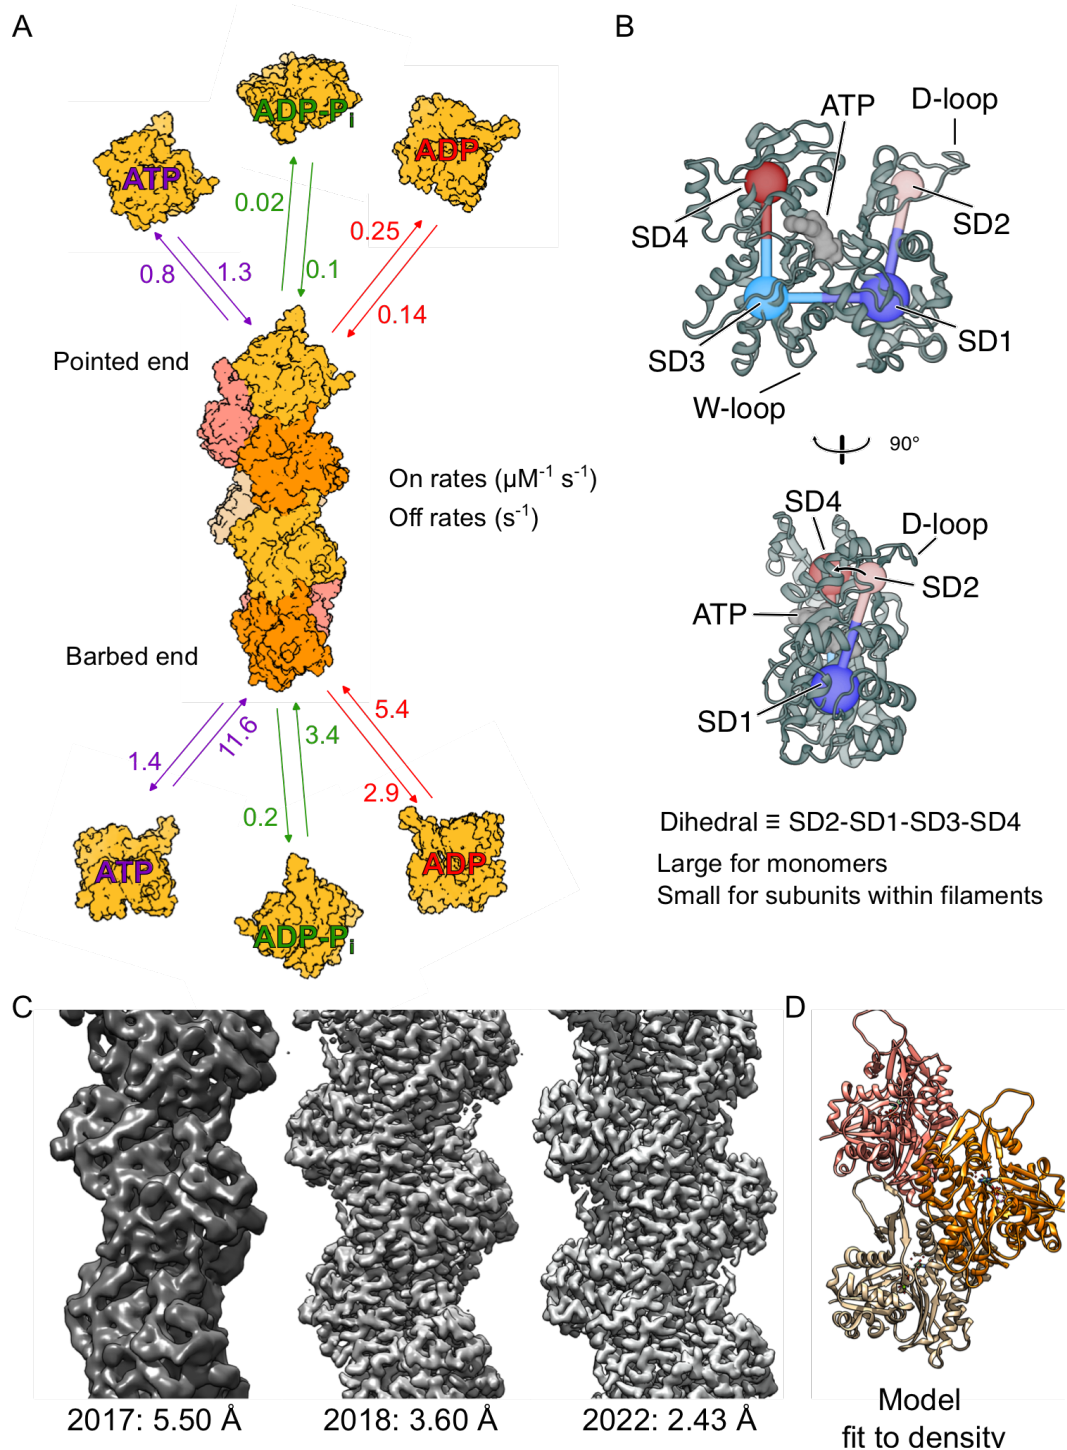 A
ADP-Pi
ATP
ADP
0.02
0.25
0.8
1.3
0.1
0.14
Pointed end
On rates (µM-1 s-1)
Off rates (s-1)
Barbed end
5.4
11.6
3.4
1.4
2.9
0.2
ATP
ADP
ADP-Pi
B
ATP
D-loop
SD4
SD2
SD3
SD1
W-loop
90°
SD4
D-loop
SD2
ATP
SD1
Dihedral ≡ SD2-SD1-SD3-SD4
Large for monomers
Small for subunits within filaments
C
2017: 5.50 Å
2018: 3.60 Å
2022: 2.43 Å
D
Model
fit to density